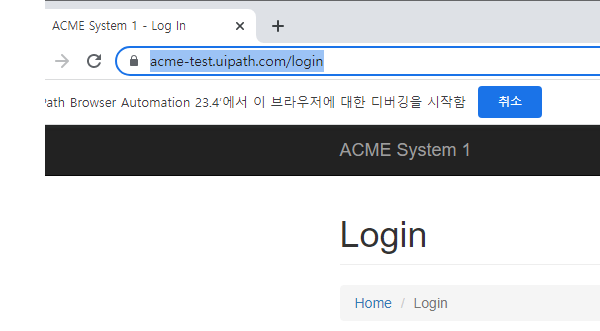 ACME System 1 - Log In
acme-test.uipath.com/login
Path Browser Automation 23.4'에서 이 브라우저에 대한 디버깅을 시작함 취소
ACME System 1
Login
Home / Login